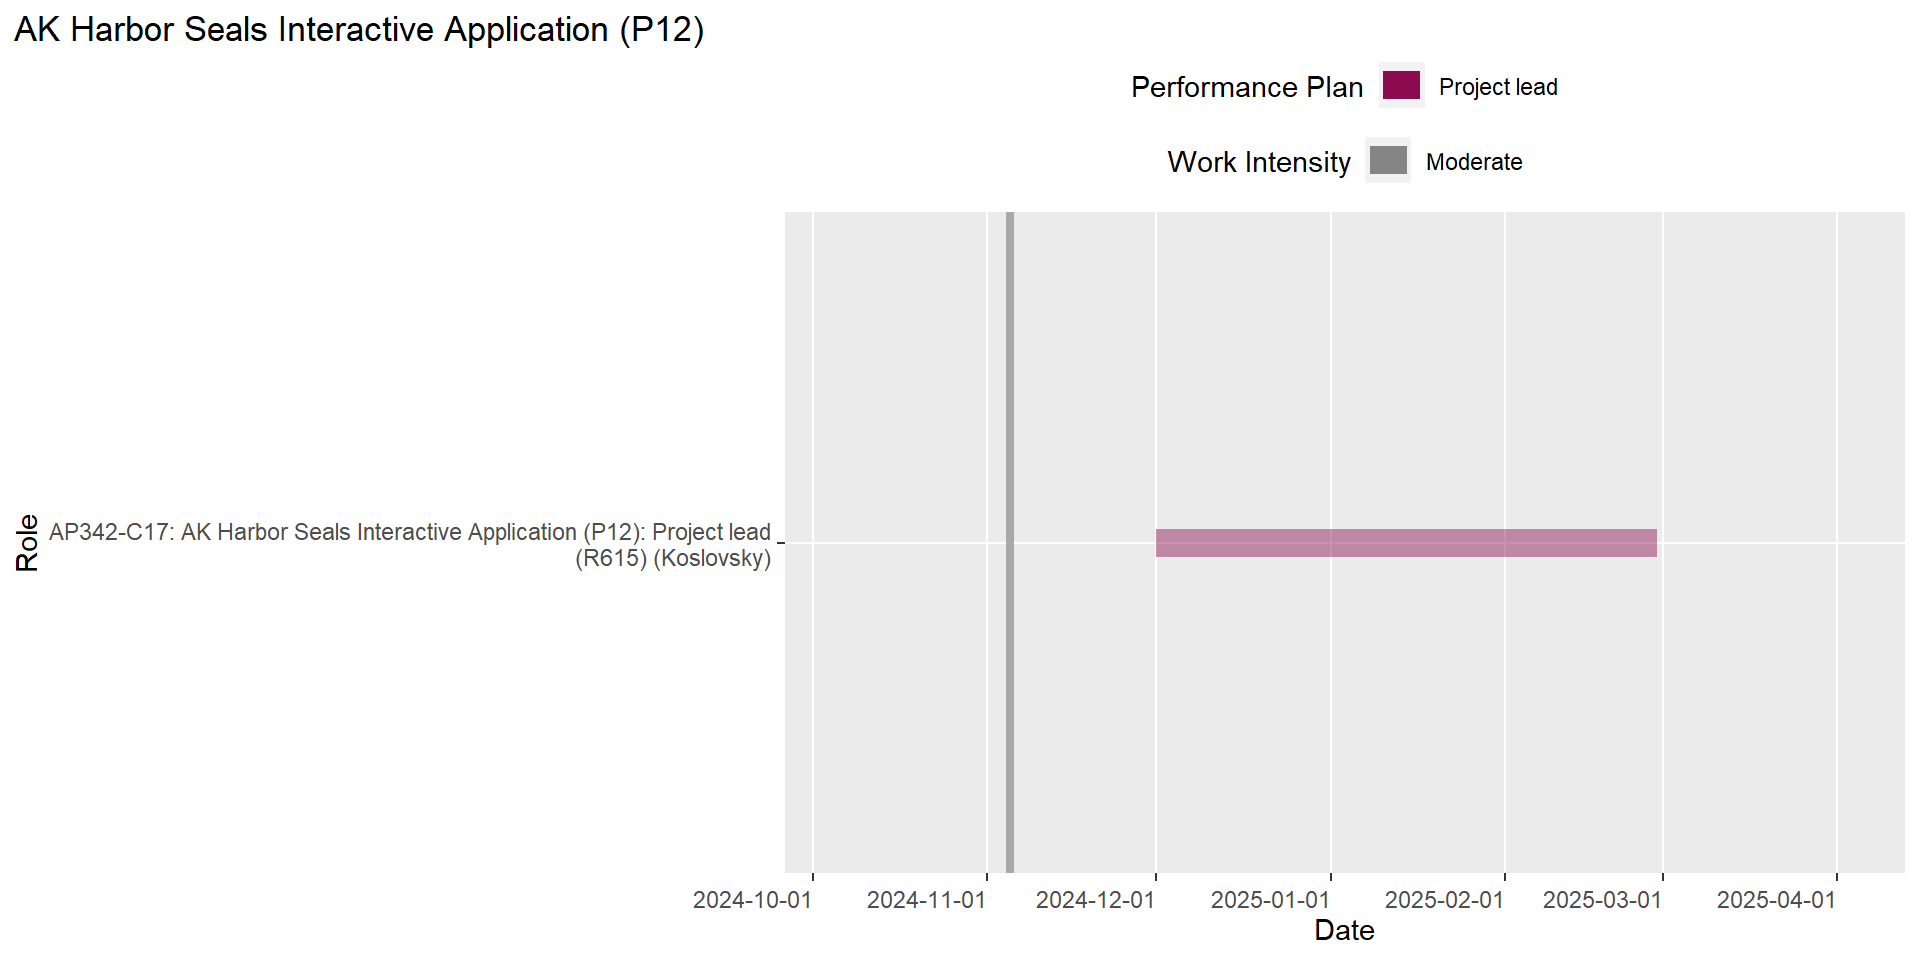 AK Harbor Seals Interactive Application (P12)
Performance Plan Project lead
Work Intensity Moderate
Role
AP342-C17: AK Harbor Seals Interactive Application (P12): Project lead
(R615) (Koslovsky)
2024-10-01 2024-11-01 2024-12-01 2025-01-01 2025-02-01 2025-03-01 2025-04-01
Date